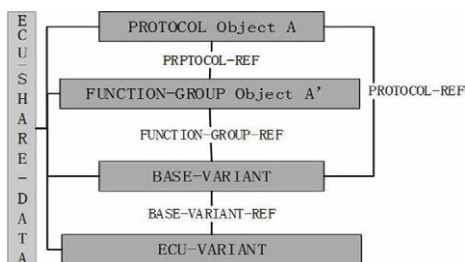 ECU-SHARE-DATA
PROTOCOL Object A
PRPTOCOL-REF
FUNCTION-GROUP Object A’
PROTOCOL-REF
FUNCTION-GROUP-REF
BASE-VARIANT
BASE-VARIANT-REF
ECU-VARIANT